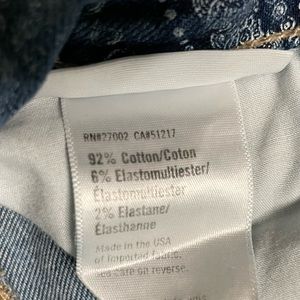 RN#27002 CA#51217
92% Cotton/Coton
6% Elastomultiester/
Élastomultiester
2% Elastane/
Élasthanne
Made in the USA
of imported fabric.
care on reverse.